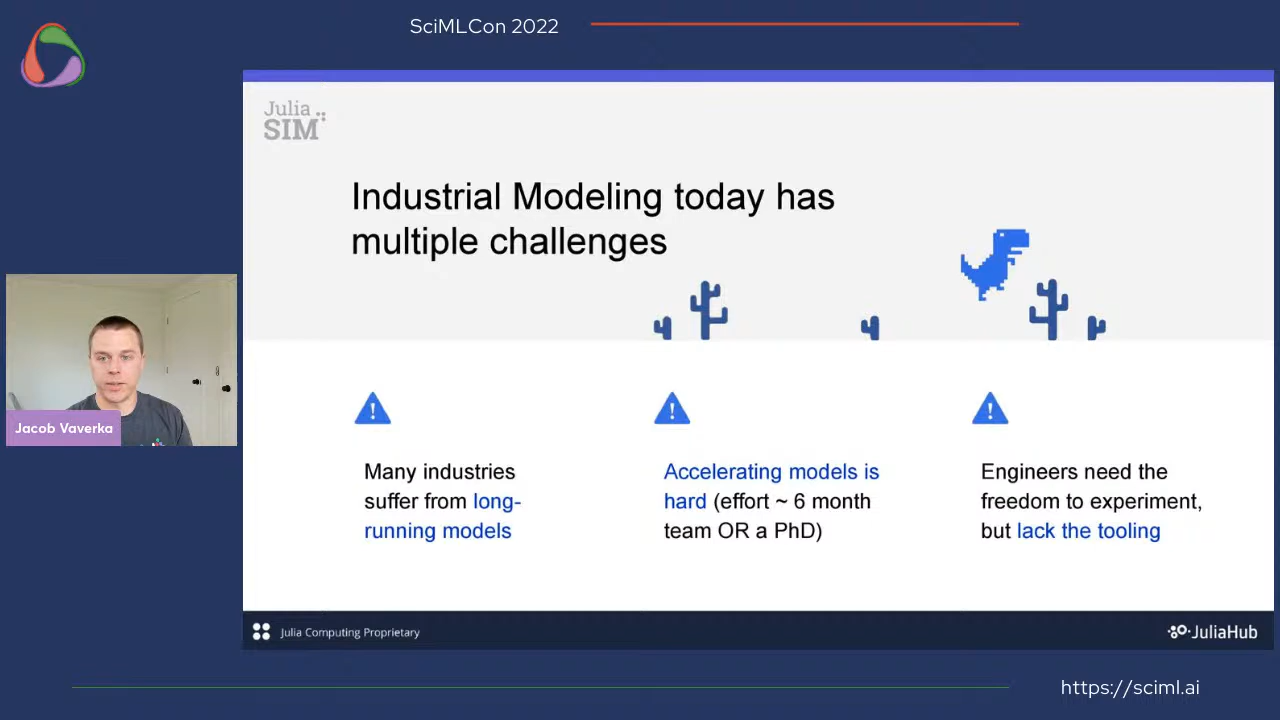 SciMLCon 2022
Julia
SIM
Industrial Modeling today has
multiple challenges
Many industries
suffer from long-
running models
Accelerating models is
hard (effort ~ 6 month
team OR a PhD)
Engineers need the
freedom to experiment,
but lack the tooling
Jacob Vaverka
Julia Computing Proprietary
JuliaHub
https://sciml.ai